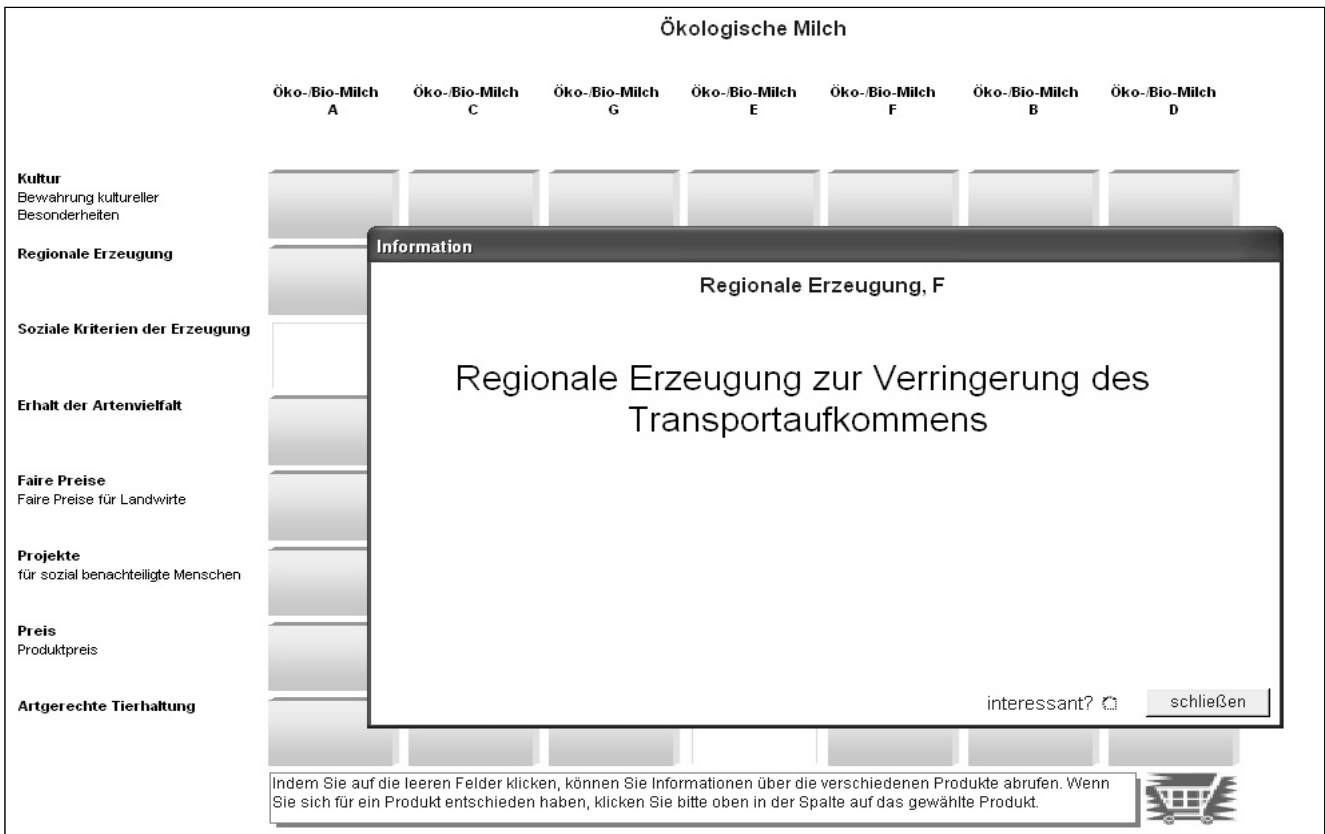 Ökologische Milch
Öko-/Bio-Milch A
Öko-/Bio-Milch C
Öko-/Bio-Milch G
Öko-/Bio-Milch E
Öko-/Bio-Milch F
Öko-/Bio-Milch B
Öko-/Bio-Milch D
Kultur
Bewahrung kultureller
Besonderheiten
Regionale Erzeugung
Soziale Kriterien der Erzeugung
Erhalt der Artenvielfalt
Faire Preise
Faire Preise für Landwirte
Projekte
für sozial benachteiligte Menschen
Preis
Produktpreis
Artgerechte Tierhaltung
Information
Regionale Erzeugung, F
Regionale Erzeugung zur Verringerung des
Transportaufkommens
interessant?
schließen
Indem Sie auf die leeren Felder klicken, können Sie Informationen über die verschiedenen Produkte abrufen. Wenn
Sie sich für ein Produkt entschieden haben, klicken Sie bitte oben in der Spalte auf das gewählte Produkt.